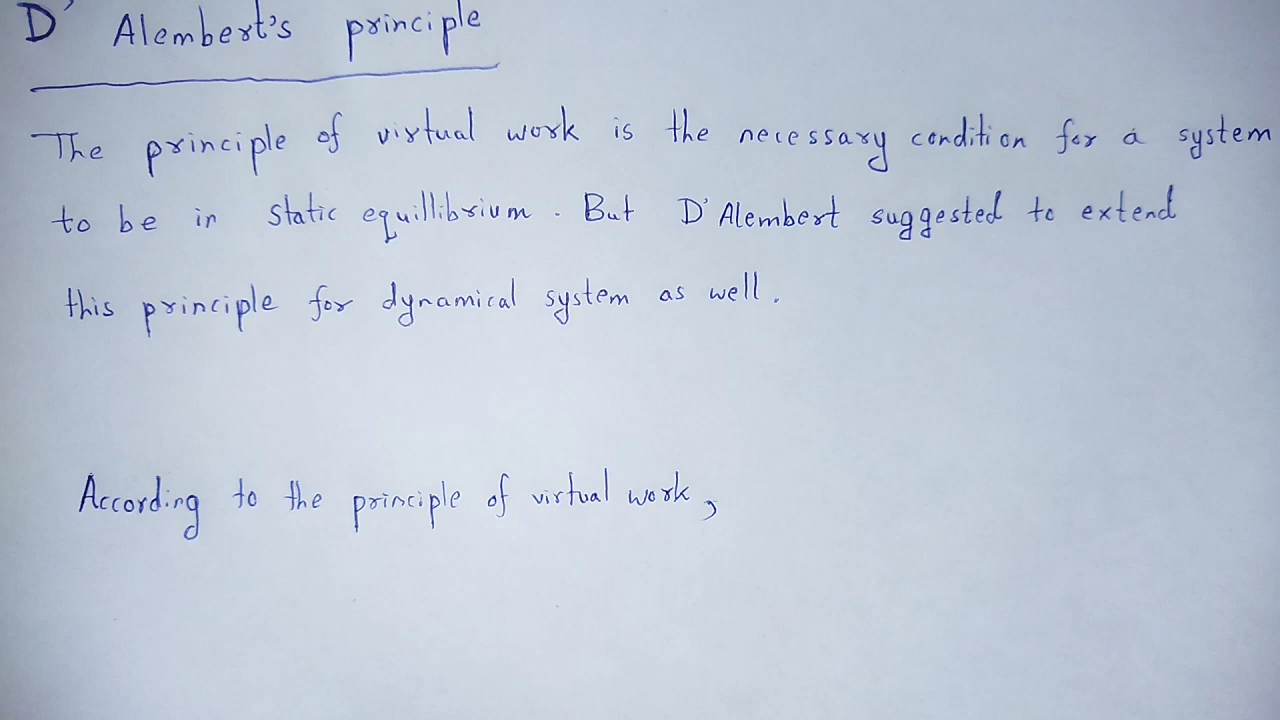 D' Alembert's principle
The principle of virtual work is the necessary condition for a system
to be in static equillibrium. But D'Alembert suggested to extend
this principle for dynamical system as well.
According to the principle of virtual work,